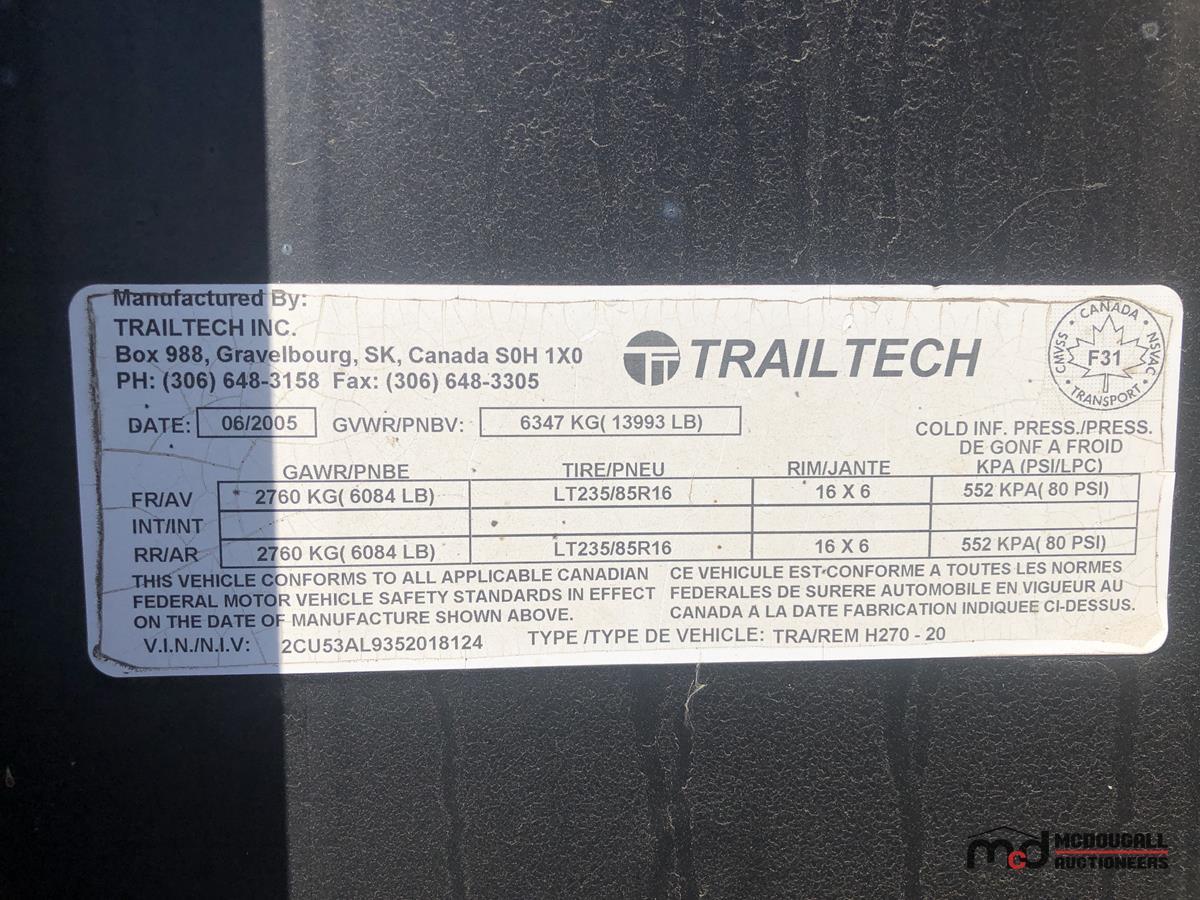 Manufactured By:
TRAILTECH INC.
Box 988, Gravelbourg, SK, Canada S0H 1X0
PH: (306) 648-3158 Fax: (306) 648-3305
TRAILTECH
CANADA
CMVSS
NSVAC
F31
TRANSPORT
DATE: 06/2005 GVWR/PNBV: 6347 KG( 13993 LB)
COLD INF. PRESS./PRESS.
DE GONF A FROID
GAWR/PNBE TIRE/PNEU RIM/JANTE KPA (PSI/LPC)
FR/AV 2760 KG( 6084 LB) LT235/85R16 16 X 6 552 KPA( 80 PSI)
INT/INT
RR/AR 2760 KG( 6084 LB) LT235/85R16 16 X 6 552 KPA( 80 PSI)
THIS VEHICLE CONFORMS TO ALL APPLICABLE CANADIAN
FEDERAL MOTOR VEHICLE SAFETY STANDARDS IN EFFECT
ON THE DATE OF MANUFACTURE SHOWN ABOVE.
CE VEHICULE EST CONFORME A TOUTES LES NORMES
FEDERALES DE SURERE AUTOMOBILE EN VIGUEUR AU
CANADA A LA DATE FABRICATION INDIQUEE CI-DESSUS.
V.I.N./N.I.V: 2CU53AL9352018124 TYPE /TYPE DE VEHICLE: TRA/REM H270 - 20
mcd MCDOUGALL
AUCTIONEERS